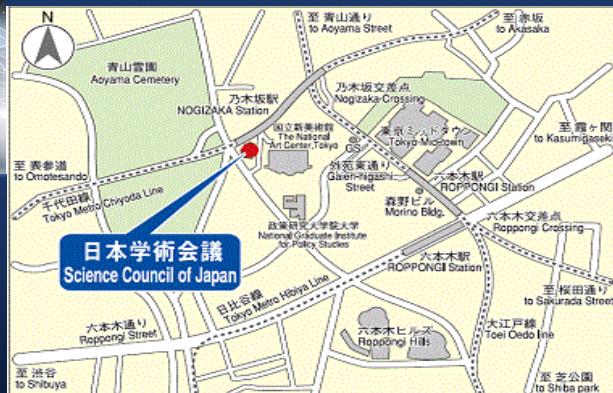 N
至 青山通り
to Aoyama Street
至 赤坂
to Akasaka
青山霊園
Aoyama Cemetery
乃木坂駅
NOGIZAKA Station
乃木坂交差点
Nogizaka-Crossing
国立新美術館
The National
Art Center,Tokyo
GS
東京ミッドタウン
Tokyo Mid-town
至 霞ヶ関
to Kasumigaseki
至 表参道
to Omotesando
千代田線
Tokyo Metro Chiyoda Line
外苑東通り
Gaien-higashi
Street
六本木駅
ROPPONGI Station
森野ビル
Morino Bldg.
六本木交差点
Roppongi Crossing
政策研究大学院大学
National Graduate Institute
for Policy Studies
日本学術会議
Science Council of Japan
六本木駅
ROPPONGI Station
日比谷線
Tokyo Metro Hibiya Line
至 桜田通り
to Sakurada Street
六本木通り
Roppongi Street
六本木ヒルズ
Roppongi Hills
大江戸線
Toei Oedo line
至 渋谷
to Shibuya
至 芝公園
to Shiba park